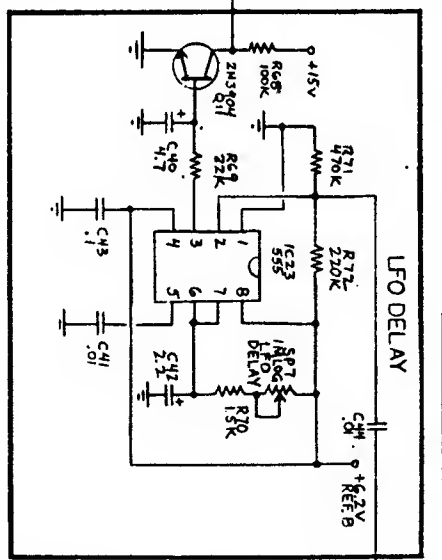 LFO DELAY
+15V
R68
100K
2N3904
Q11
C40
4.7
R69
22K
R71
470K
C43
.1
4 3 2 1
IC23
555
5 6 7 8
R72
220K
C41
.01
C42
2.2
R70
1.5K
SP7
1M LOG
LFO
DELAY
C44
.01
+6.2V
REF. B